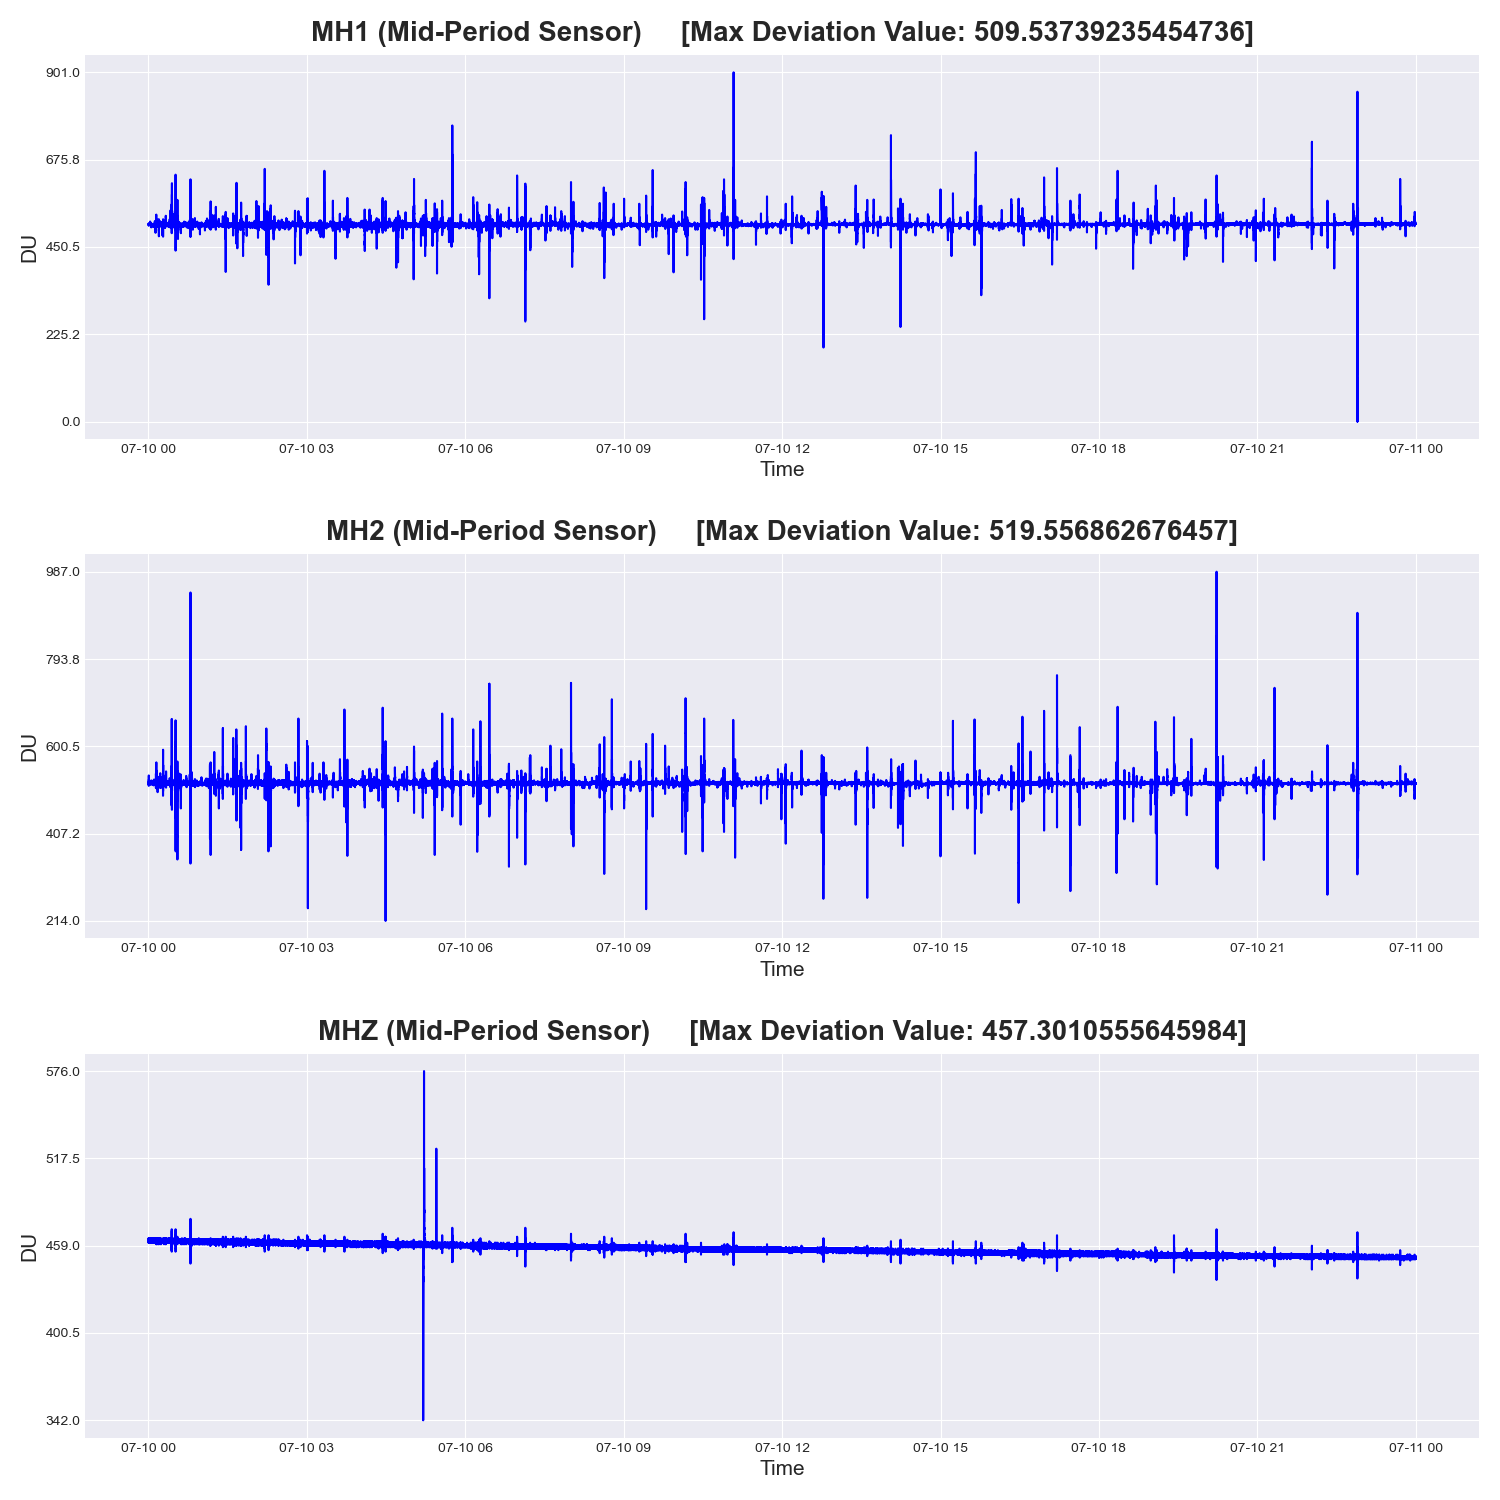 MH1 (Mid-Period Sensor) [Max Deviation Value: 509.53739235454736]
901.0
675.8
450.5
225.2
0.0
DU
07-10 00 07-10 03 07-10 06 07-10 09 07-10 12 07-10 15 07-10 18 07-10 21 07-11 00
Time
MH2 (Mid-Period Sensor) [Max Deviation Value: 519.556862676457]
987.0
793.8
600.5
407.2
214.0
DU
07-10 00 07-10 03 07-10 06 07-10 09 07-10 12 07-10 15 07-10 18 07-10 21 07-11 00
Time
MHZ (Mid-Period Sensor) [Max Deviation Value: 457.3010555645984]
576.0
517.5
459.0
400.5
342.0
DU
07-10 00 07-10 03 07-10 06 07-10 09 07-10 12 07-10 15 07-10 18 07-10 21 07-11 00
Time